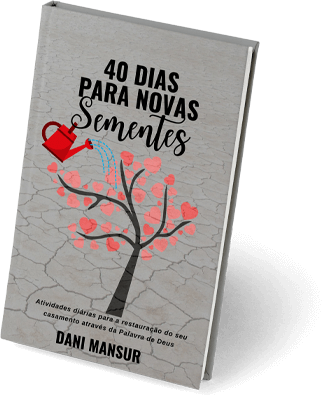 40 DIAS
PARA NOVAS
Sementes
Atividades diárias para a restauração do seu
casamento através da Palavra de Deus
DANI MANSUR